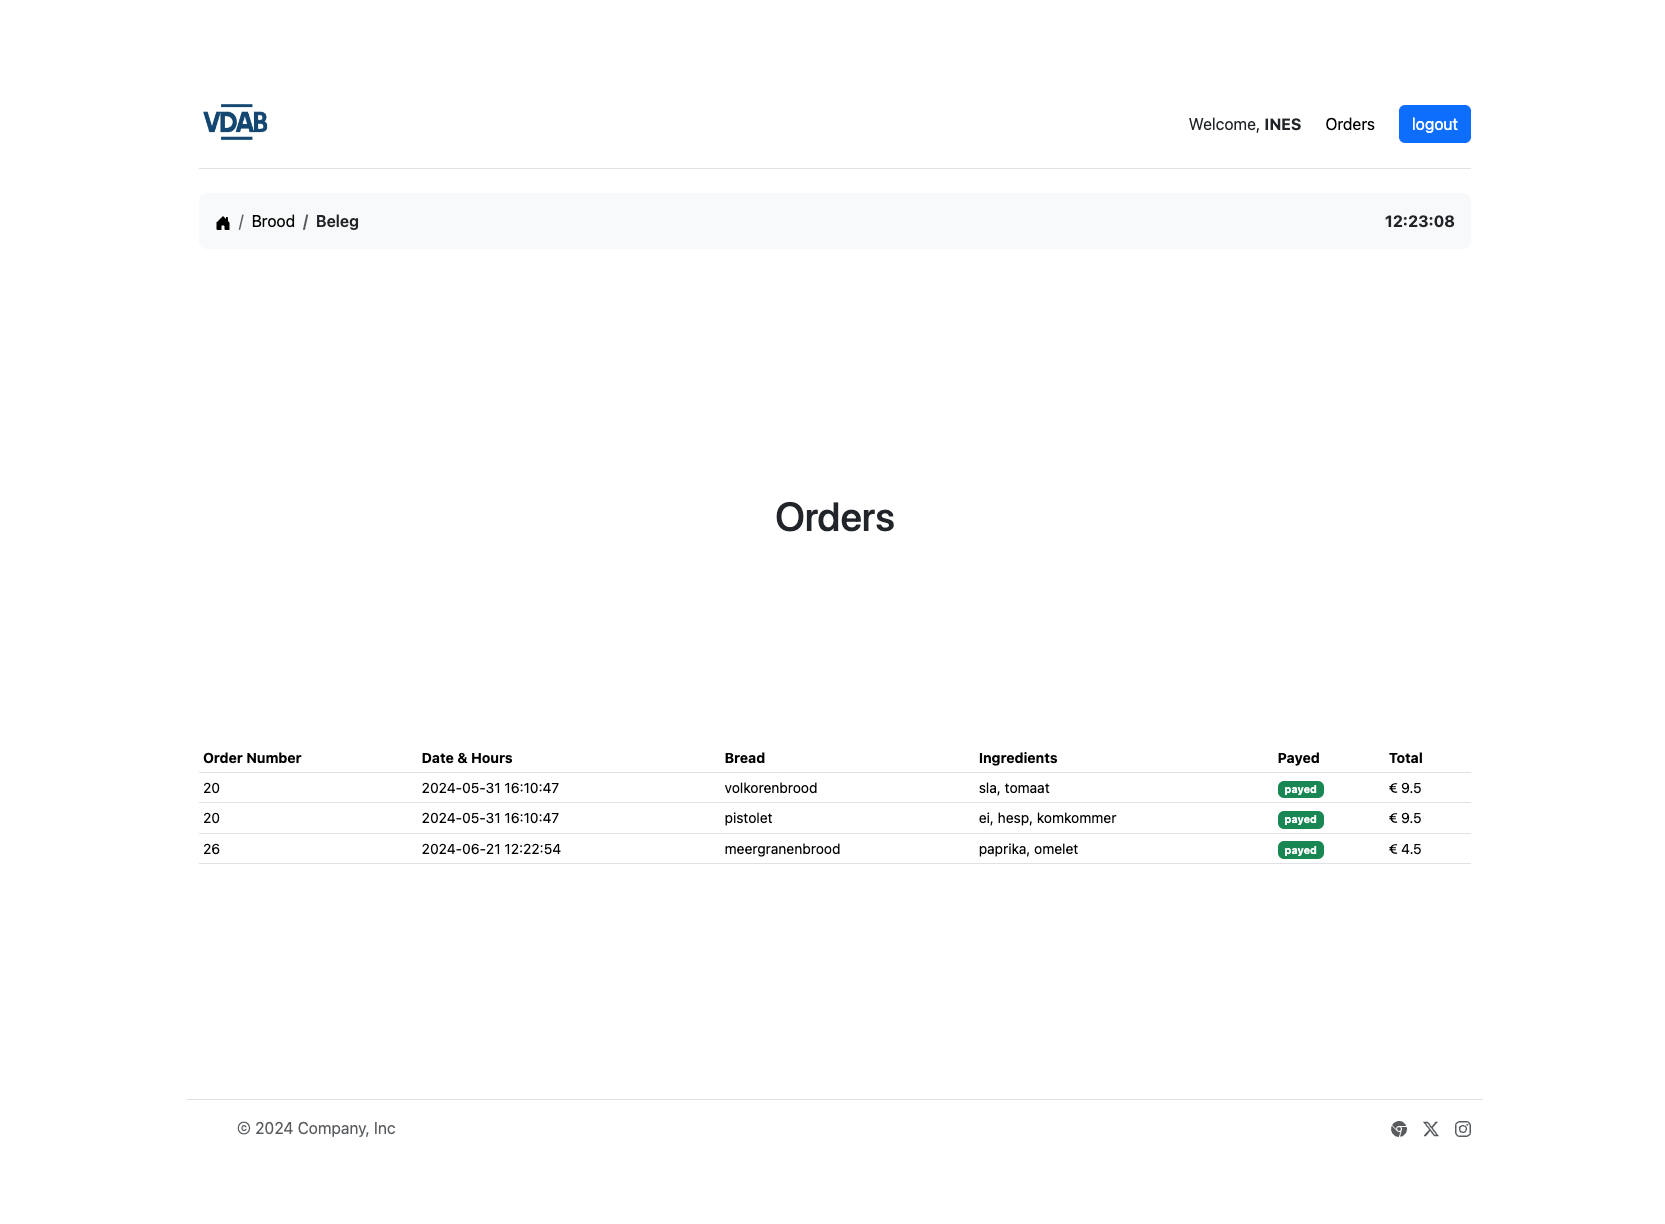 VDAB
Welcome, INES Orders logout
/ Brood / Beleg 12:23:08
Orders
Order Number Date & Hours Bread Ingredients Payed Total
20 2024-05-31 16:10:47 volkorenbrood sla, tomaat payed € 9.5
20 2024-05-31 16:10:47 pistolet ei, hesp, komkommer payed € 9.5
26 2024-06-21 12:22:54 meergranenbrood paprika, omelet payed € 4.5
© 2024 Company, Inc